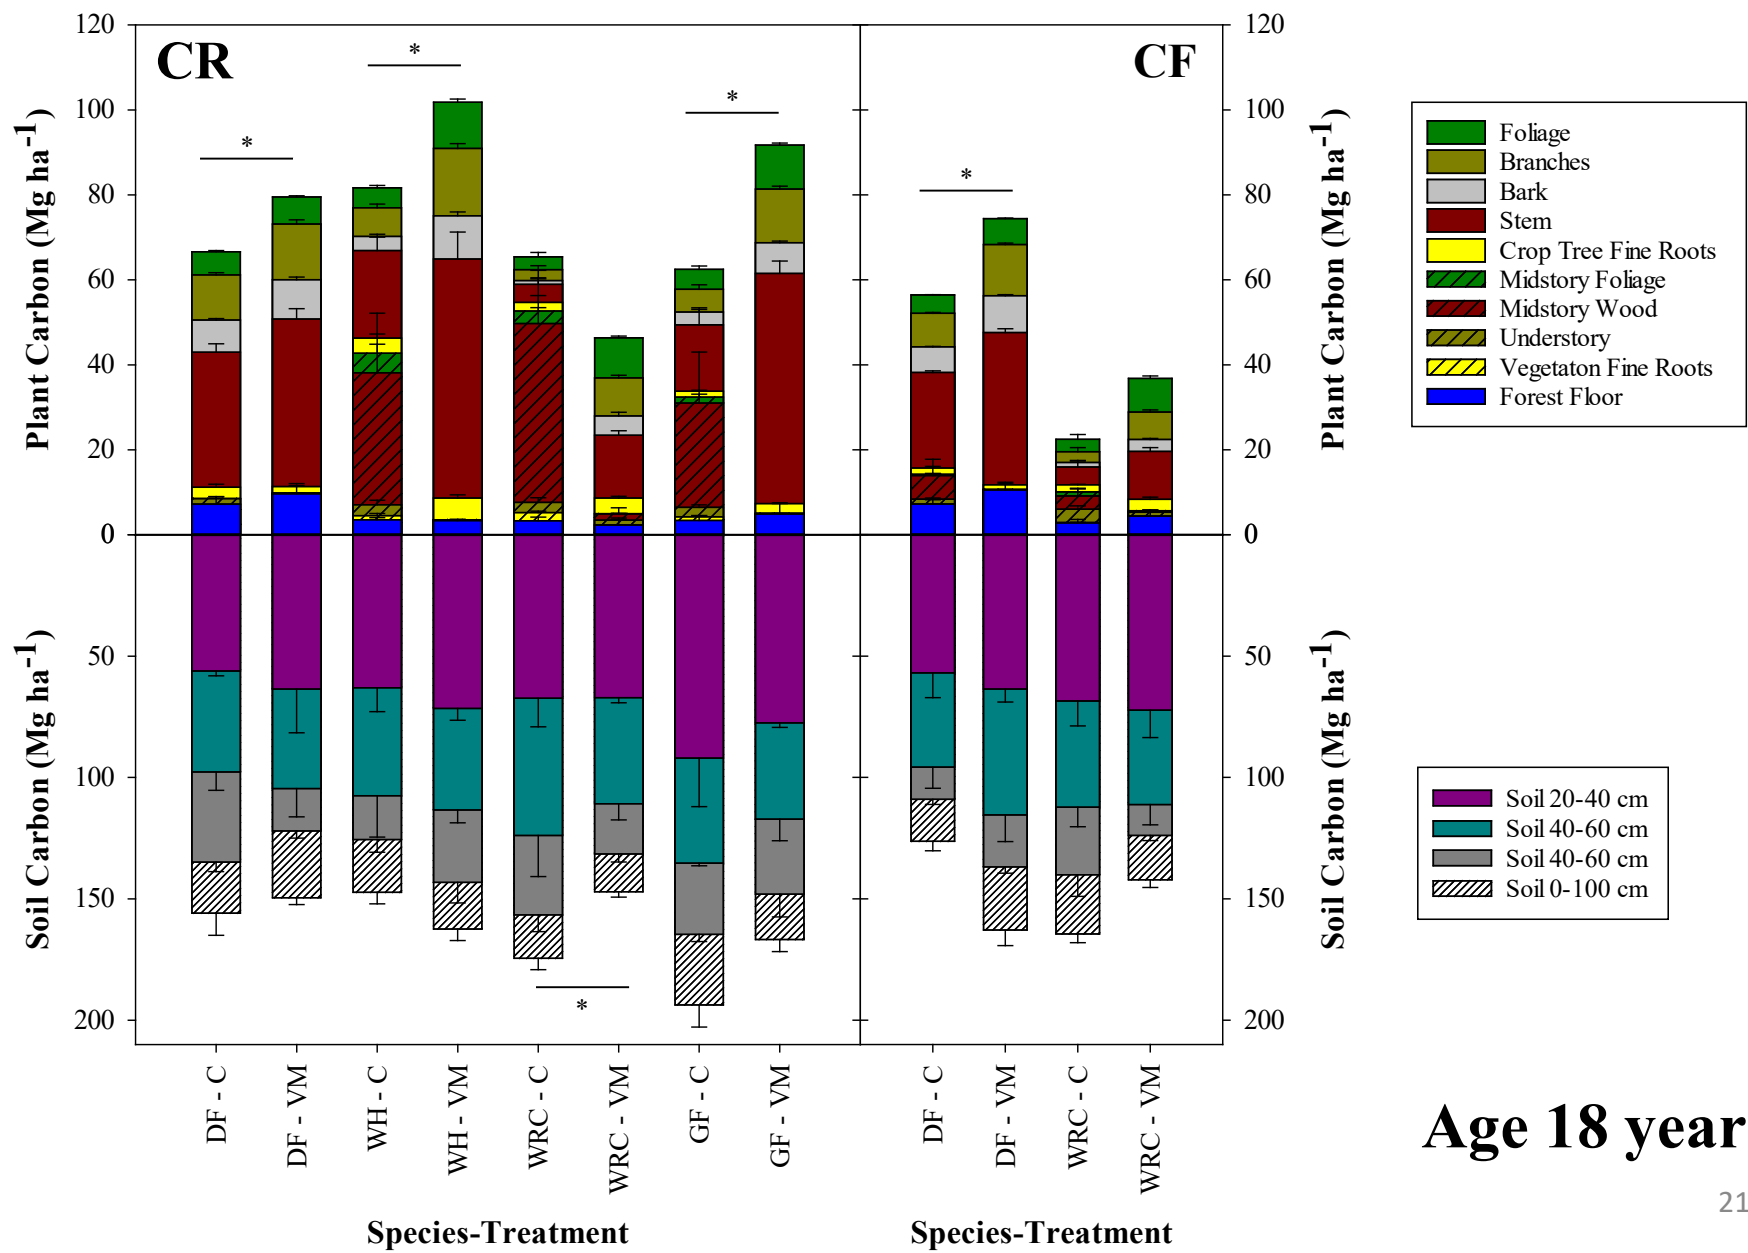 CR
CF
*
*
*
*
*
120
100
80
60
40
20
0
50
100
150
200
Plant Carbon (Mg ha-1)
Soil Carbon (Mg ha-1)
120
100
80
60
40
20
0
50
100
150
200
Plant Carbon (Mg ha-1)
Soil Carbon (Mg ha-1)
Foliage
Branches
Bark
Stem
Crop Tree Fine Roots
Midstory Foliage
Midstory Wood
Understory
Vegetaton Fine Roots
Forest Floor
Soil 20-40 cm
Soil 40-60 cm
Soil 40-60 cm
Soil 0-100 cm
DF - C
DF - VM
WH - C
WH - VM
WRC - C
WRC - VM
GF - C
GF - VM
DF - C
DF - VM
WRC - C
WRC - VM
Species-Treatment
Species-Treatment
Age 18 year
21